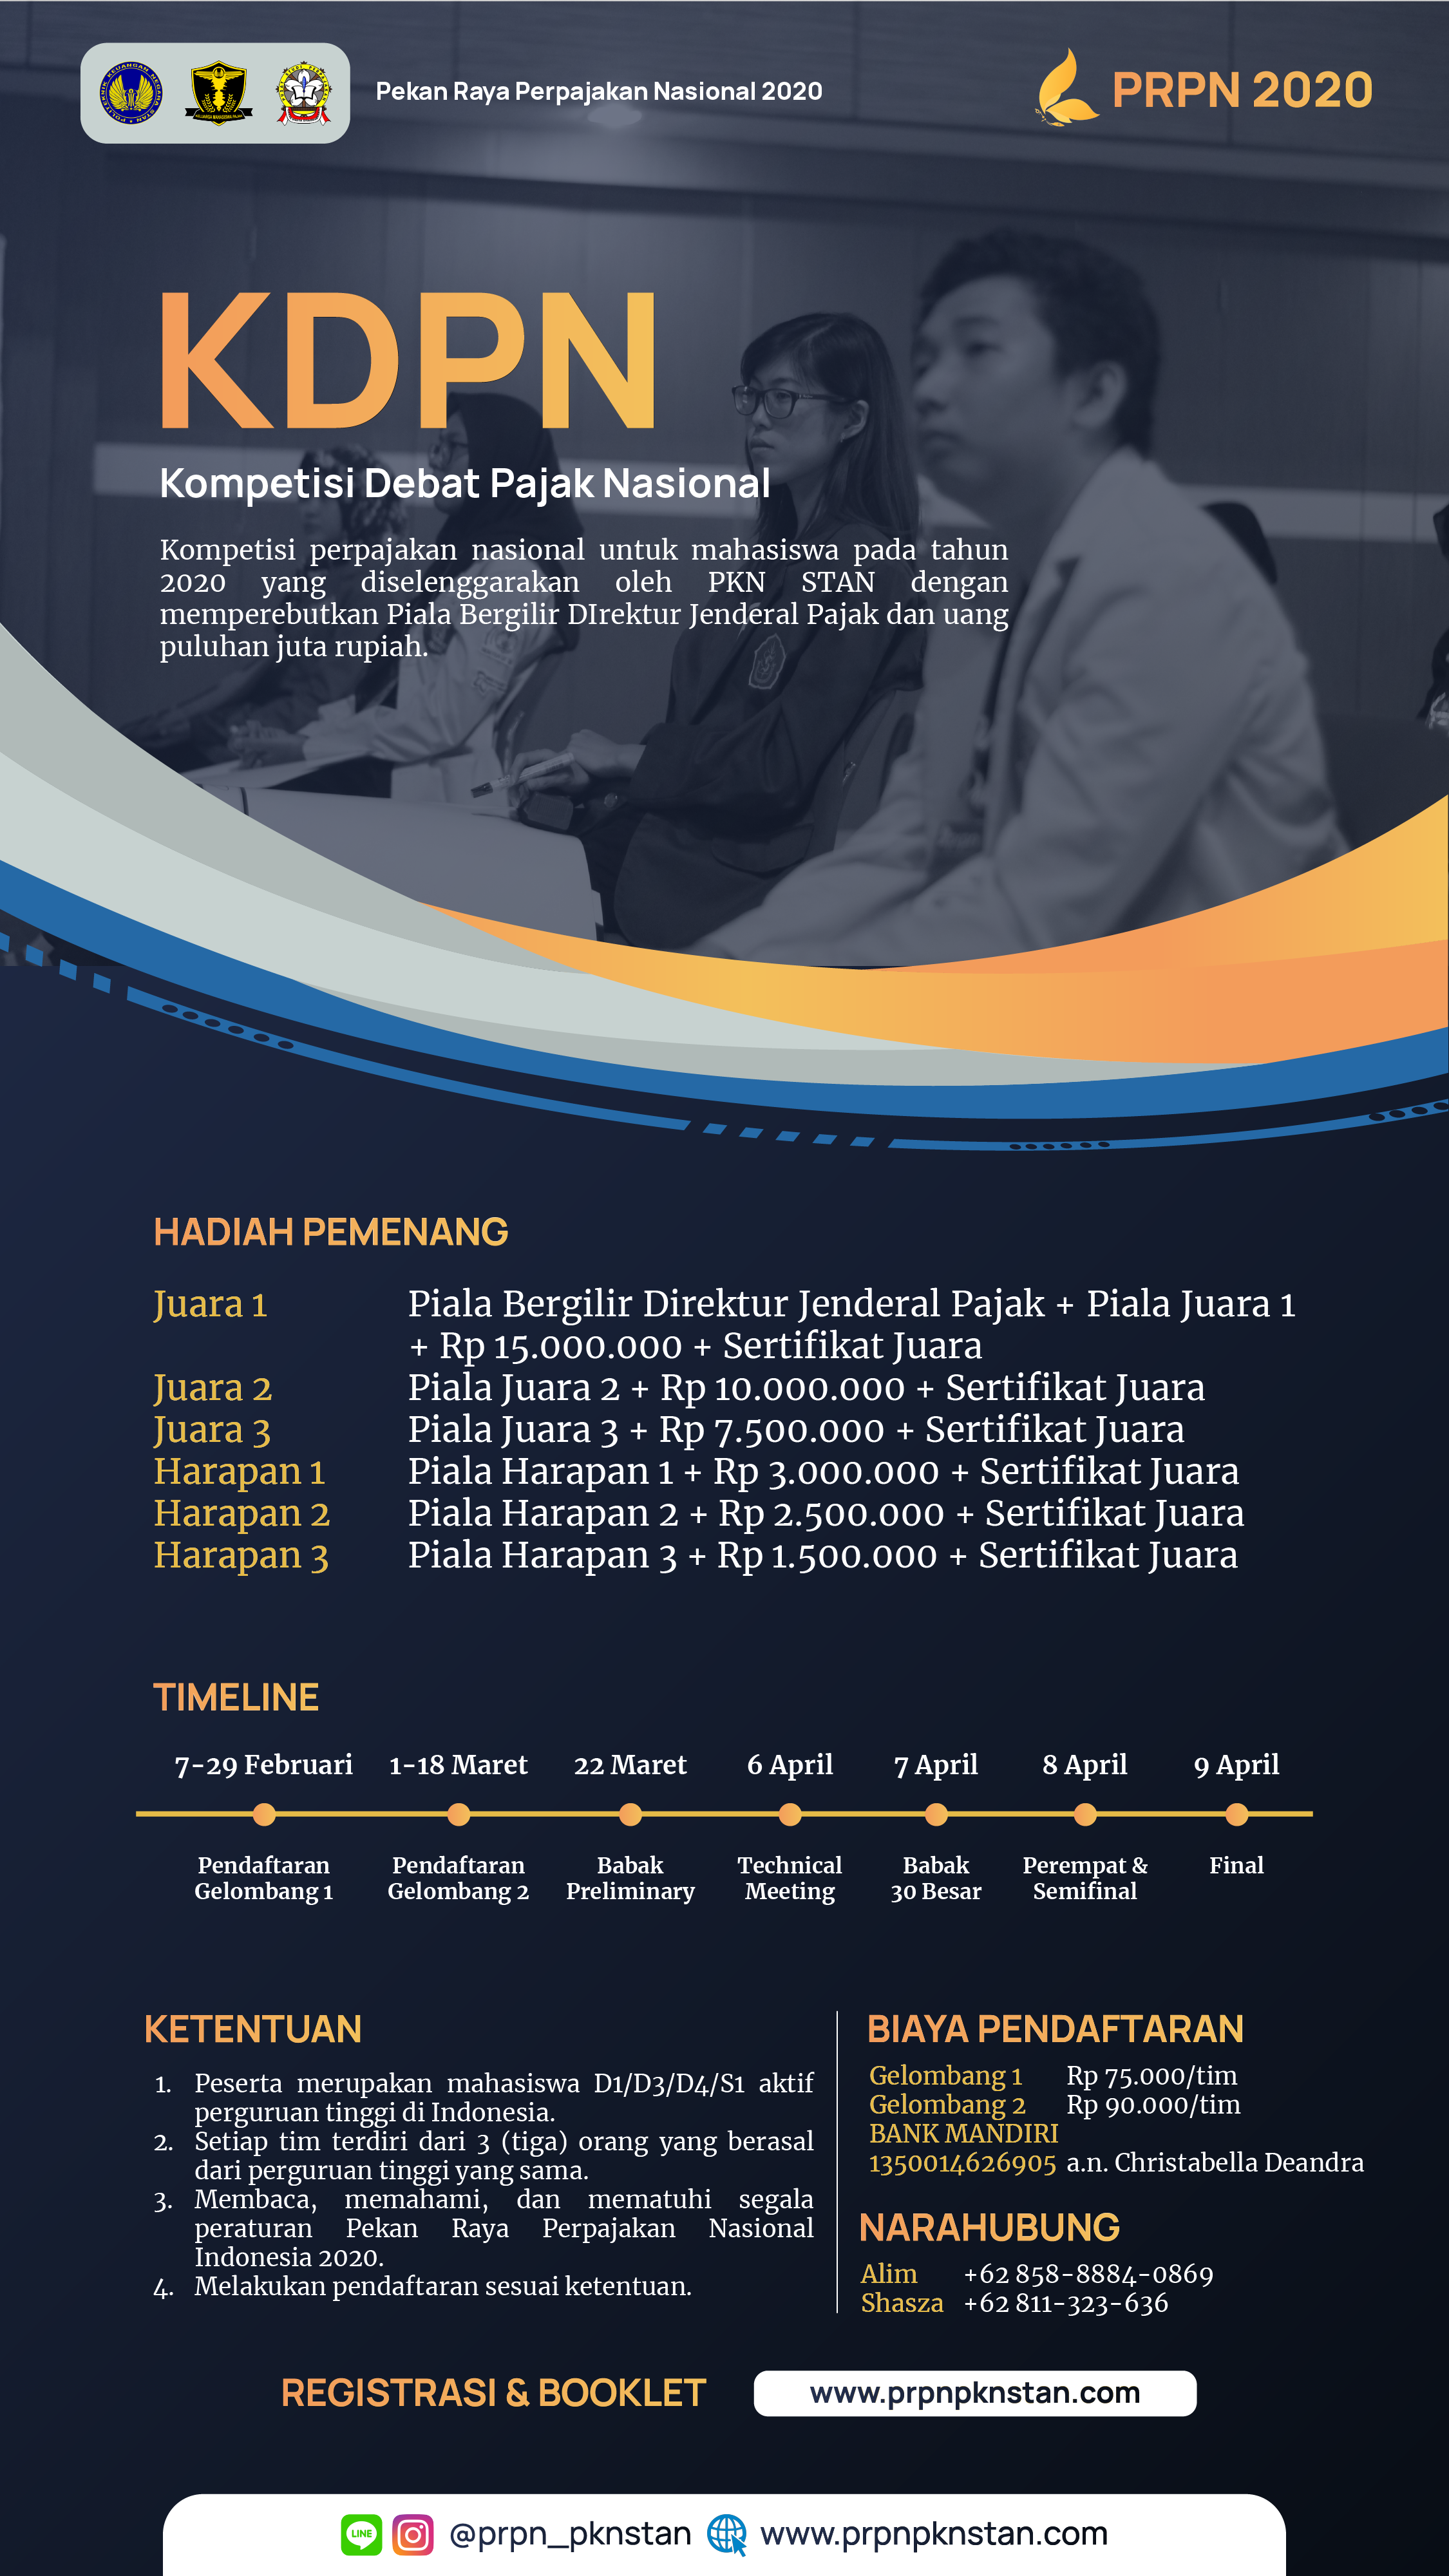 Pekan Raya Perpajakan Nasional 2020
PRPN 2020
KDPN
Kompetisi Debat Pajak Nasional
Kompetisi perpajakan nasional untuk mahasiswa pada tahun
2020 yang diselenggarakan oleh PKN STAN dengan
memperebutkan Piala Bergilir DIrektur Jenderal Pajak dan uang
puluhan juta rupiah.
HADIAH PEMENANG
Juara 1 Piala Bergilir Direktur Jenderal Pajak + Piala Juara 1
+ Rp 15.000.000 + Sertifikat Juara
Juara 2 Piala Juara 2 + Rp 10.000.000 + Sertifikat Juara
Juara 3 Piala Juara 3 + Rp 7.500.000 + Sertifikat Juara
Harapan 1 Piala Harapan 1 + Rp 3.000.000 + Sertifikat Juara
Harapan 2 Piala Harapan 2 + Rp 2.500.000 + Sertifikat Juara
Harapan 3 Piala Harapan 3 + Rp 1.500.000 + Sertifikat Juara
TIMELINE
7-29 Februari 1-18 Maret 22 Maret 6 April 7 April 8 April 9 April
Pendaftaran Pendaftaran Babak Technical Babak Perempat & Final
Gelombang 1 Gelombang 2 Preliminary Meeting 30 Besar Semifinal
KETENTUAN
1. Peserta merupakan mahasiswa D1/D3/D4/S1 aktif
perguruan tinggi di Indonesia.
2. Setiap tim terdiri dari 3 (tiga) orang yang berasal
dari perguruan tinggi yang sama.
3. Membaca, memahami, dan mematuhi segala
peraturan Pekan Raya Perpajakan Nasional
Indonesia 2020.
4. Melakukan pendaftaran sesuai ketentuan.
BIAYA PENDAFTARAN
Gelombang 1 Rp 75.000/tim
Gelombang 2 Rp 90.000/tim
BANK MANDIRI
1350014626905 a.n. Christabella Deandra
NARAHUBUNG
Alim +62 858-8884-0869
Shasza +62 811-323-636
REGISTRASI & BOOKLET www.prpnpknstan.com
LINE @prpn_pknstan www.prpnpknstan.com